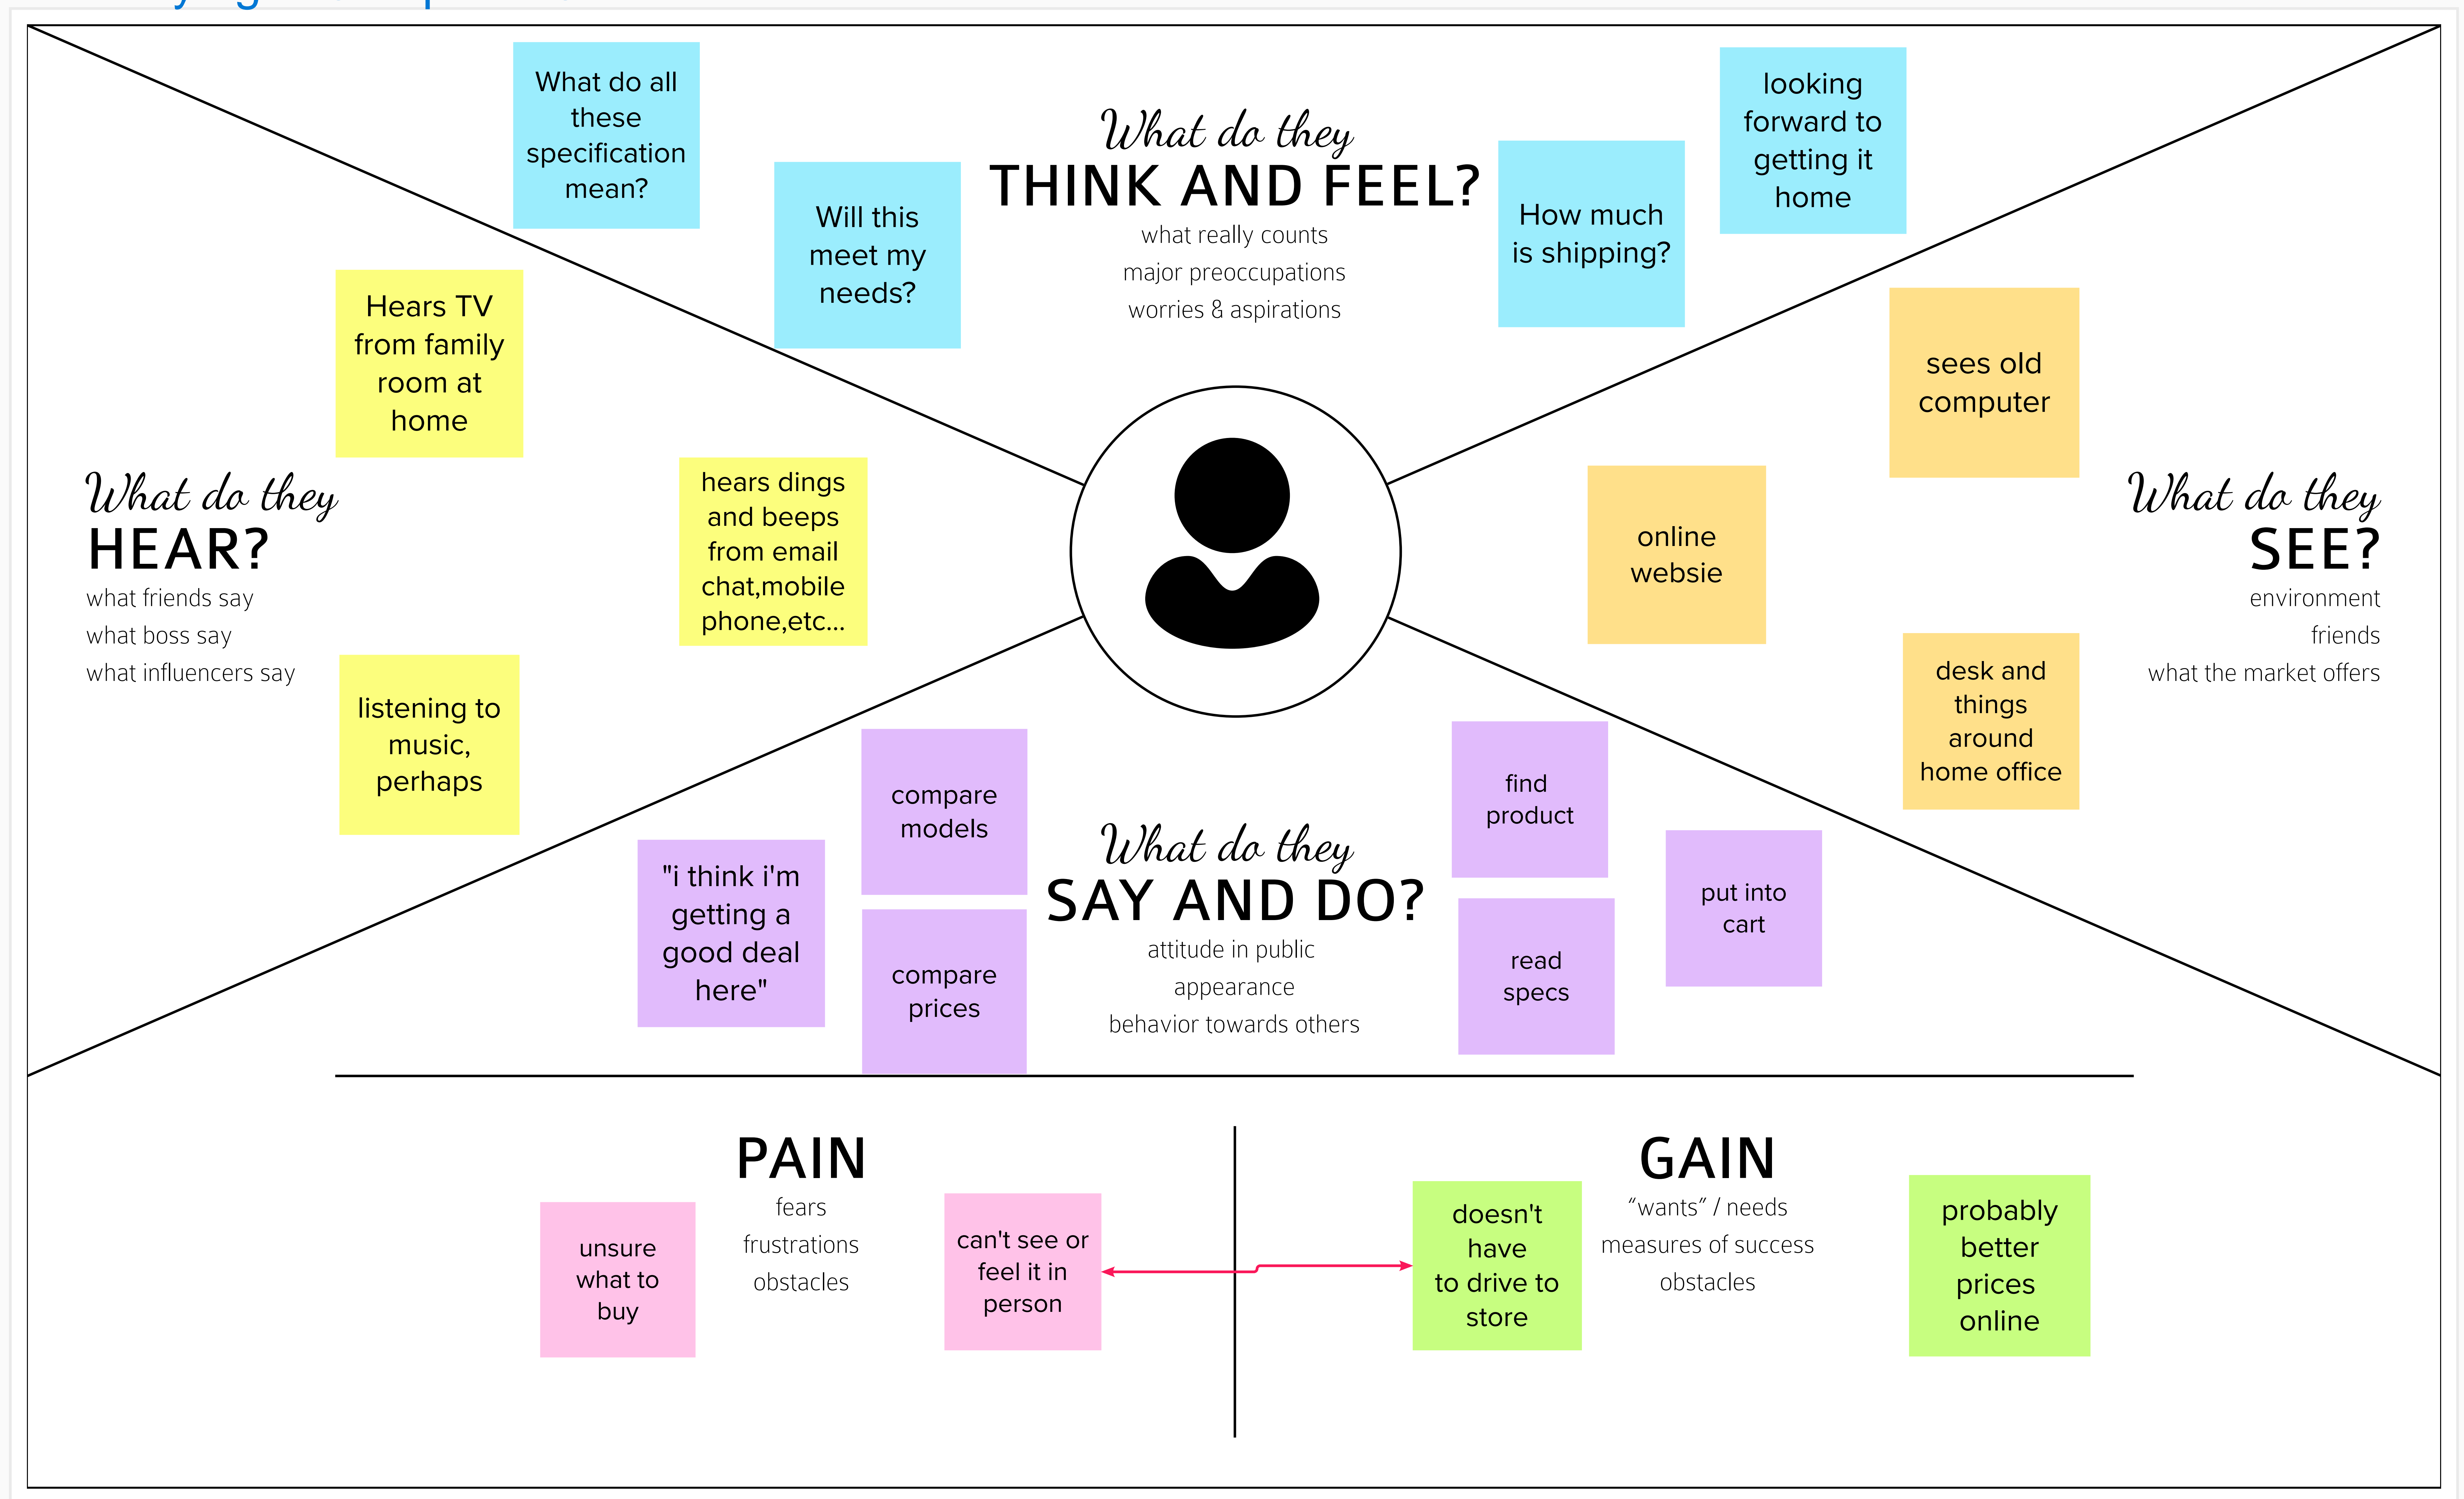 What do all
these
specification
mean?
Will this
meet my
needs?
What do they
THINK AND FEEL?
what really counts
major preoccupations
worries & aspirations
How much
is shipping?
looking
forward to
getting it
home
Hears TV
from family
room at
home
hears dings
and beeps
from email
chat,mobile
phone,etc...
What do they
HEAR?
what friends say
what boss say
what influencers say
listening to
music,
perhaps
sees old
computer
online
websie
What do they
SEE?
environment
friends
what the market offers
desk and
things
around
home office
"i think i'm
getting a
good deal
here"
compare
models
compare
prices
What do they
SAY AND DO?
attitude in public
appearance
behavior towards others
find
product
read
specs
put into
cart
PAIN
fears
frustrations
obstacles
unsure
what to
buy
can't see or
feel it in
person
GAIN
“wants” / needs
measures of success
obstacles
doesn't
have
to drive to
store
probably
better
prices
online